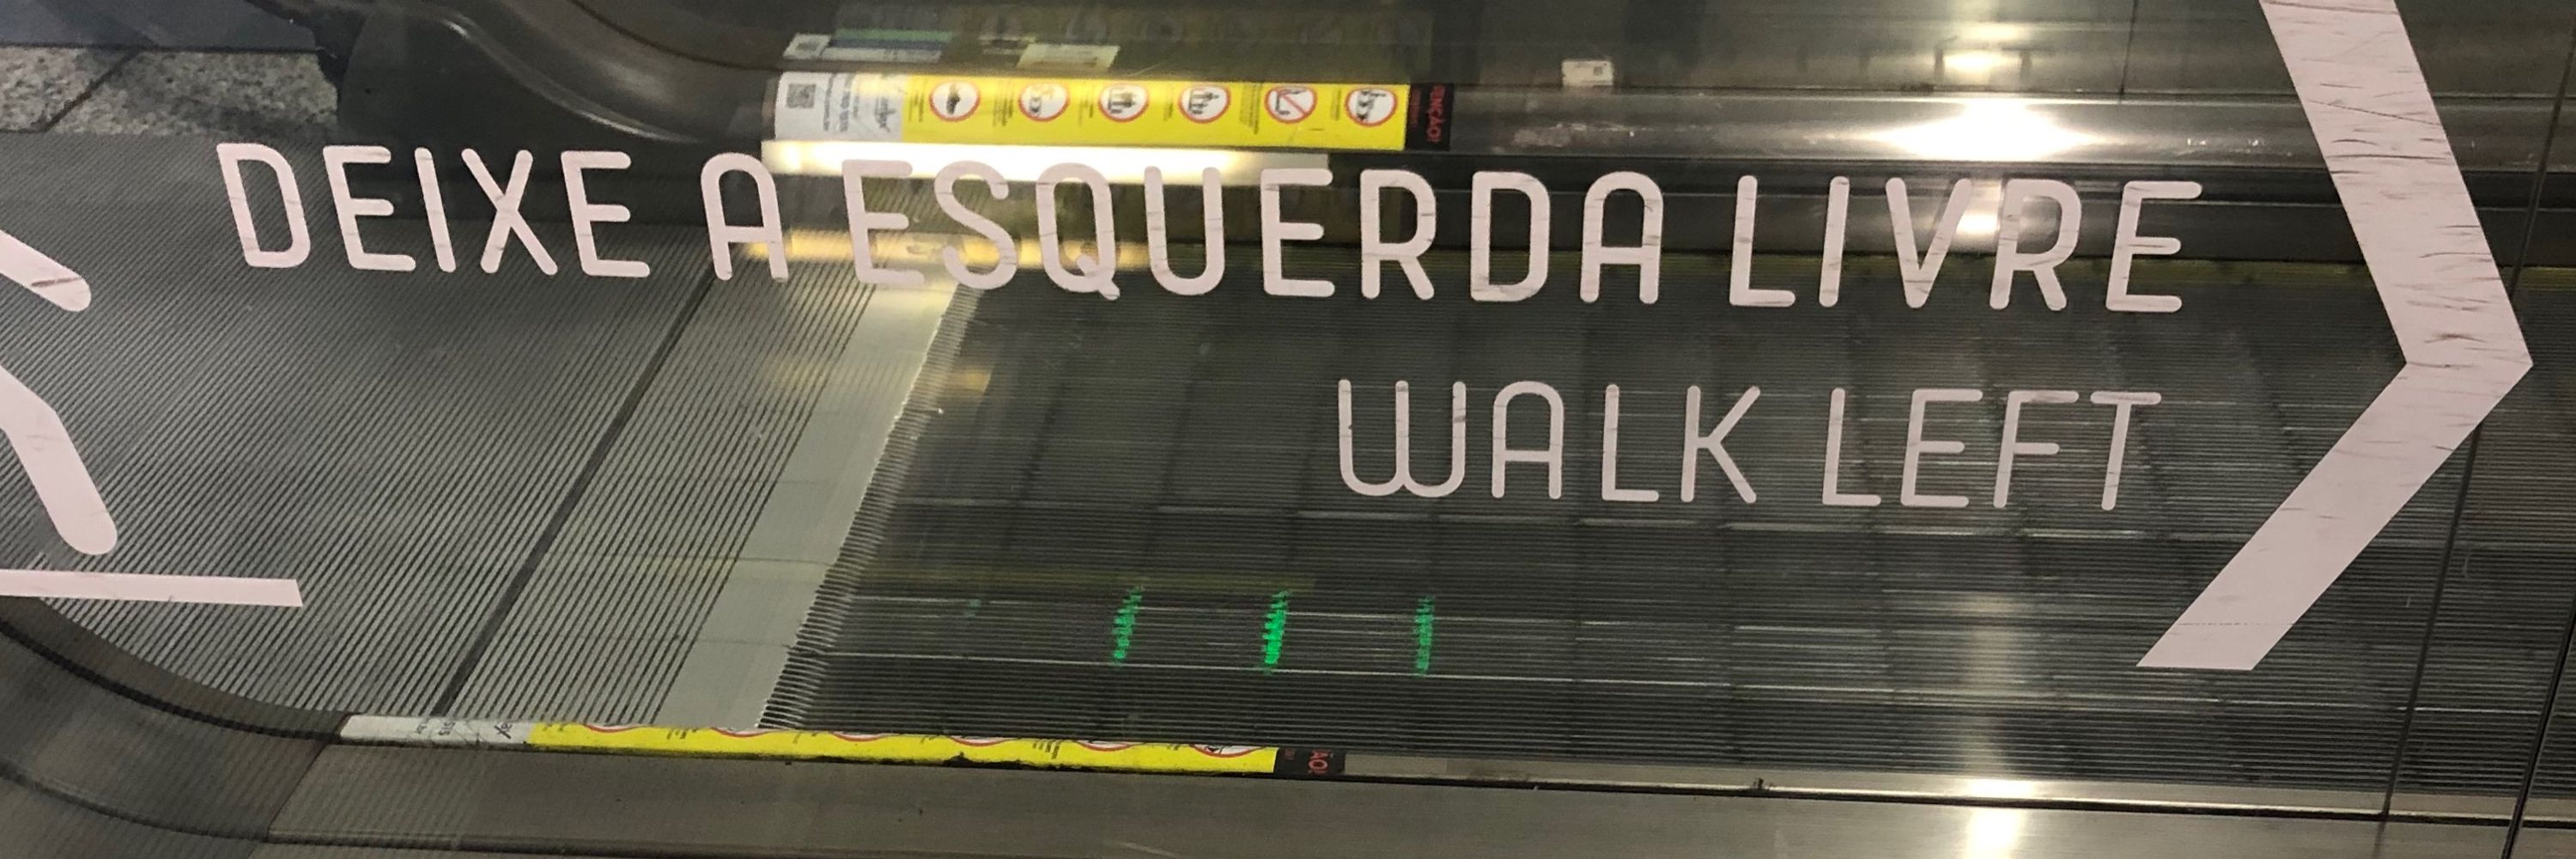 DEIXE A ESQUERDA LIVRE
WALK LEFT